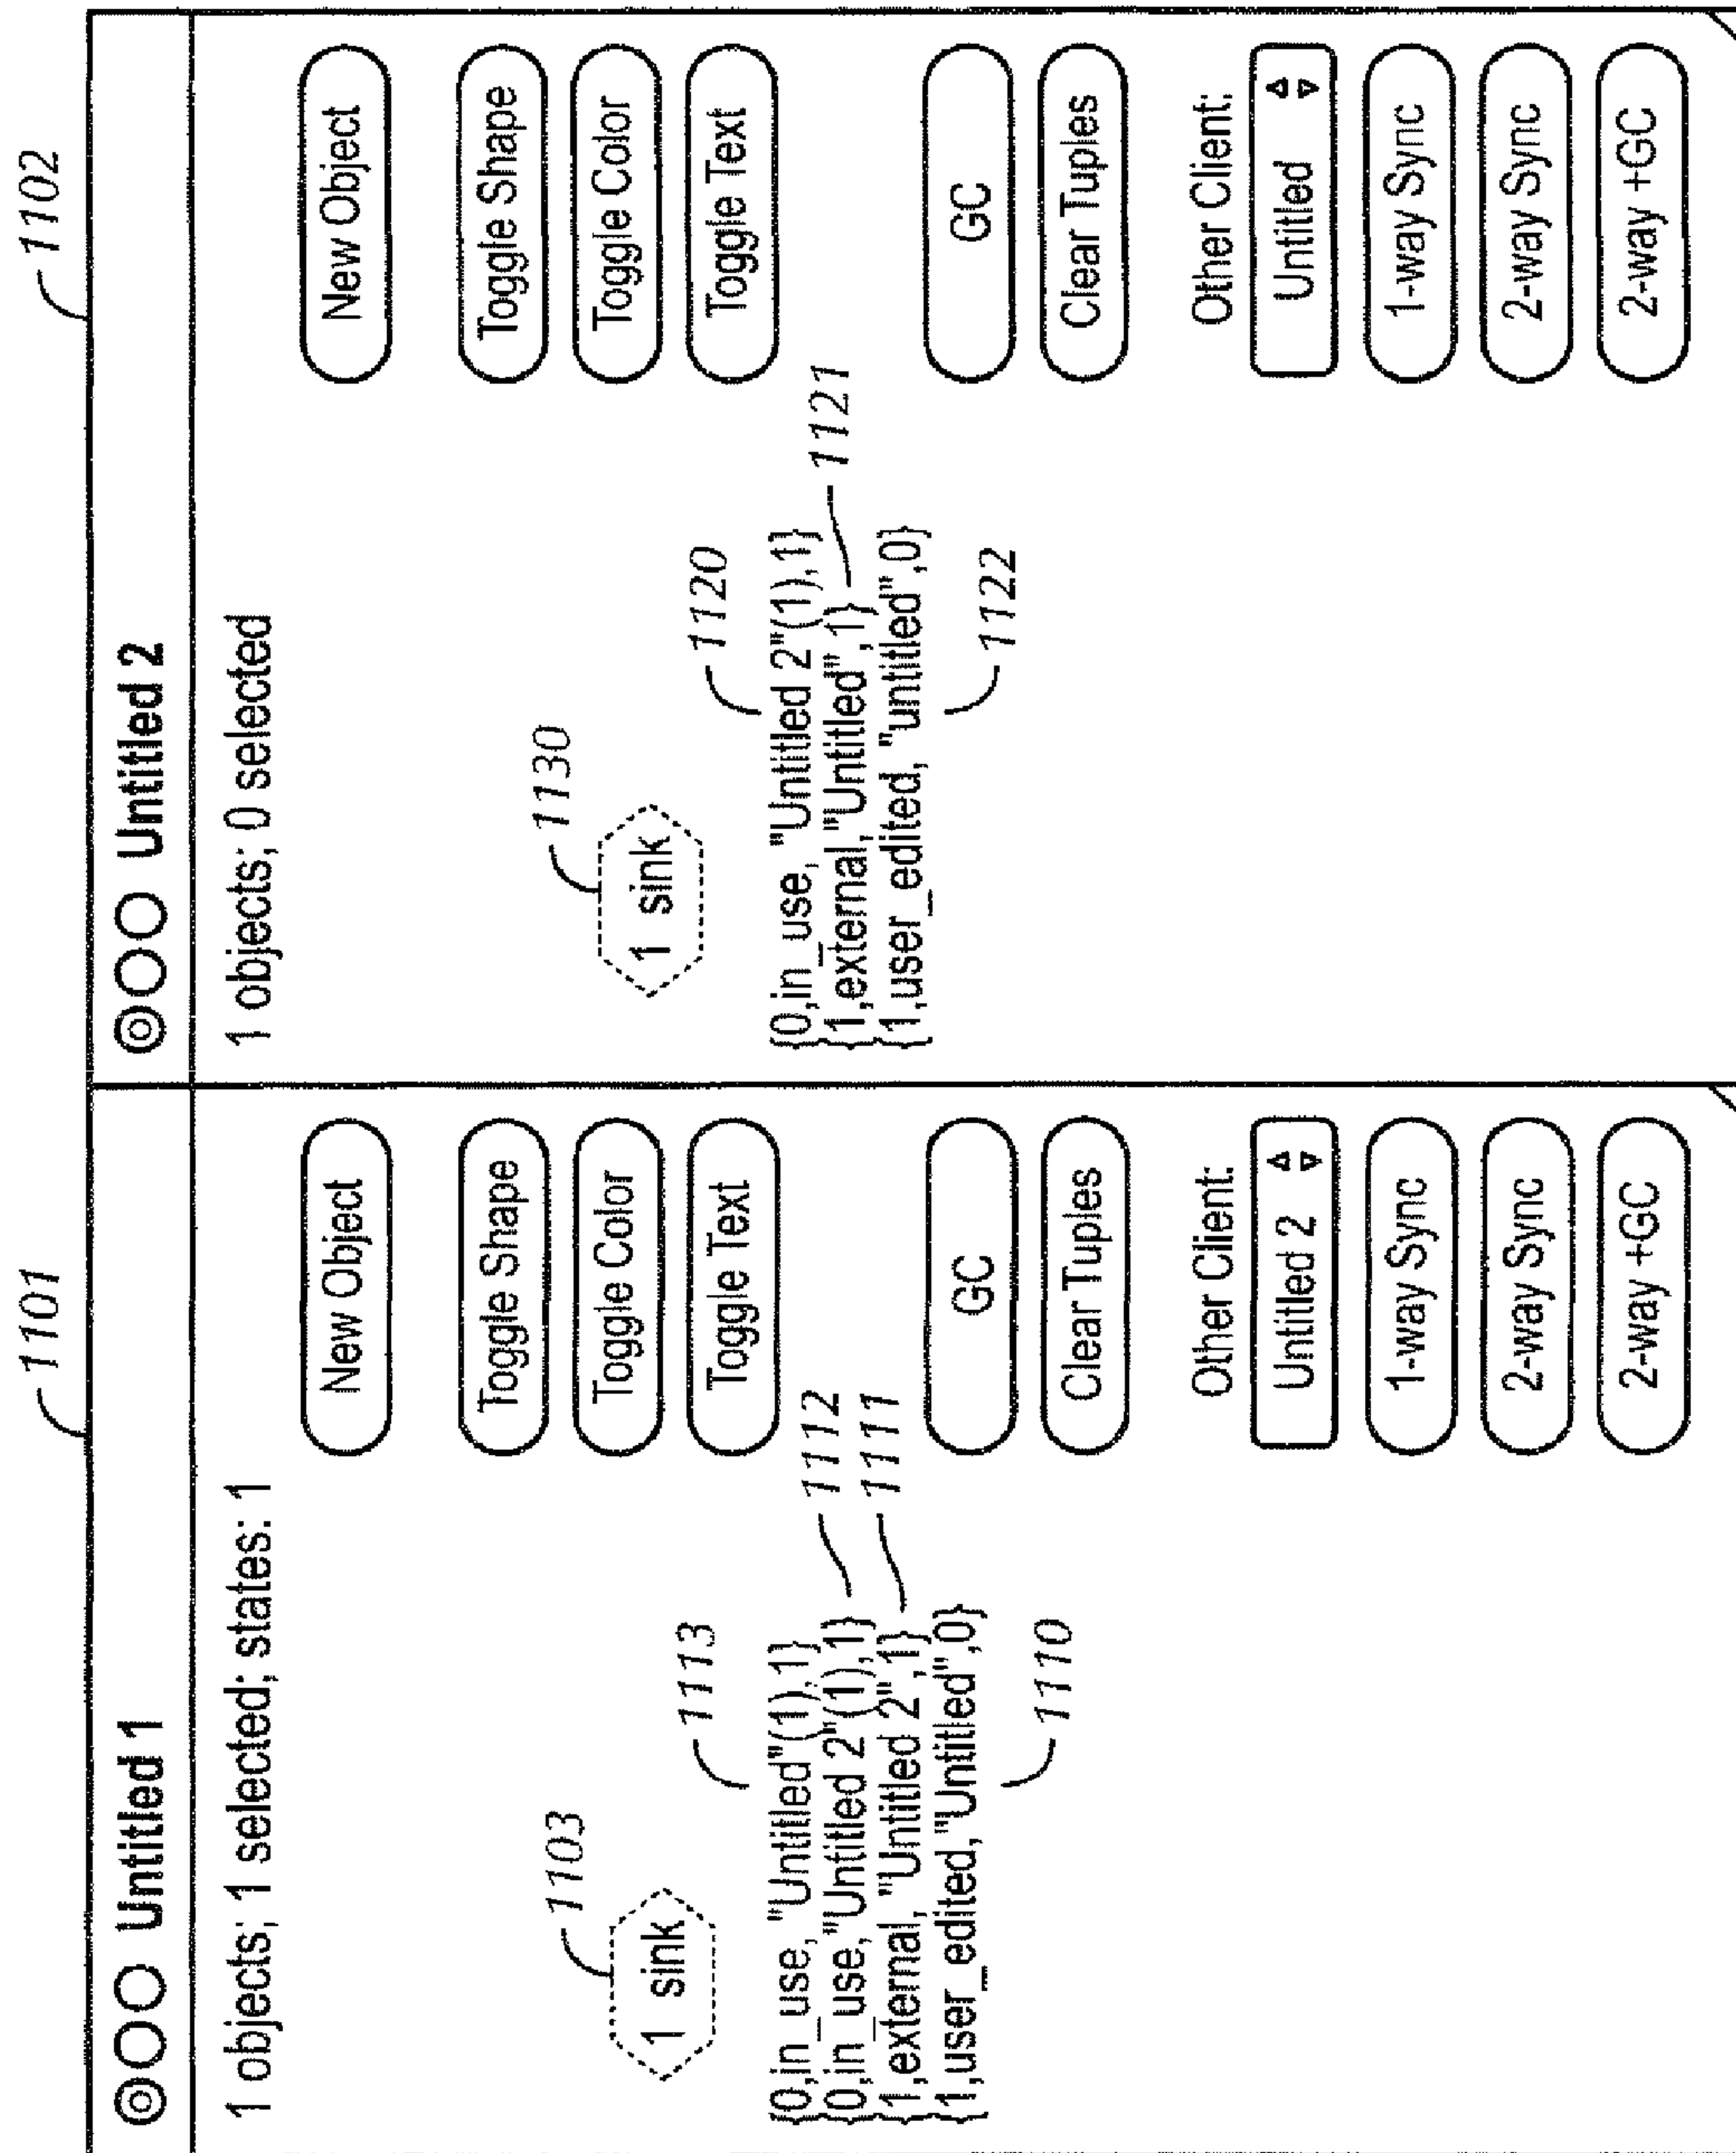 1101
Untitled 1
1 objects; 1 selected; states: 1
New Object
1103
1 sink
Toggle Shape
Toggle Color
Toggle Text
1113
{0,in_use, "Untitled"(1),1}
{0,in_use,"Untitled 2"(1),1}
1112
{1,external, "Untitled 2",1}
1111
{1,user_edited,"Untitled",0}
1110
GC
Clear Tuples
Other Client:
Untitled 2
1-way Sync
2-way Sync
2-way +GC
1102
Untitled 2
1 objects; 0 selected
New Object
1130
1 sink
Toggle Shape
Toggle Color
Toggle Text
1120
{0,in_use, "Untitled 2"(1),1}
{1,external,"Untitled",1}
1121
{1,user_edited, "untitled",0}
1122
GC
Clear Tuples
Other Client:
Untitled
1-way Sync
2-way Sync
2-way +GC